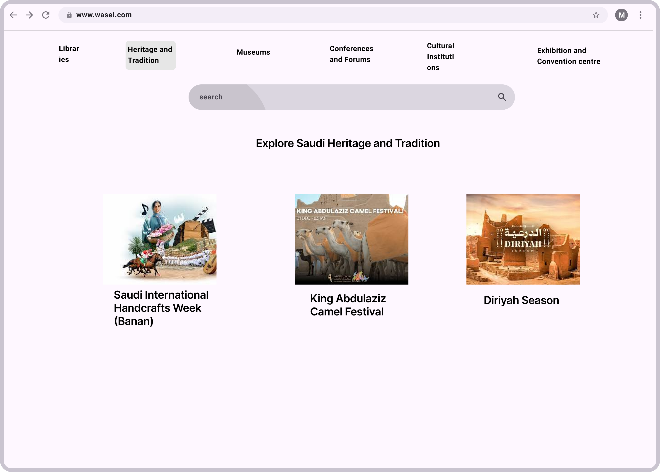 www.wasel.com
M
Librar
ies
Heritage and
Tradition
Museums
Conferences
and Forums
Cultural
Instituti
ons
Exhibition and
Convention centre
search
Explore Saudi Heritage and Tradition
KING ABDULAZIZ CAMEL FESTIVAL
الدرعية
DIRIYAH
Saudi International
Handcrafts Week
(Banan)
King Abdulaziz
Camel Festival
Diriyah Season